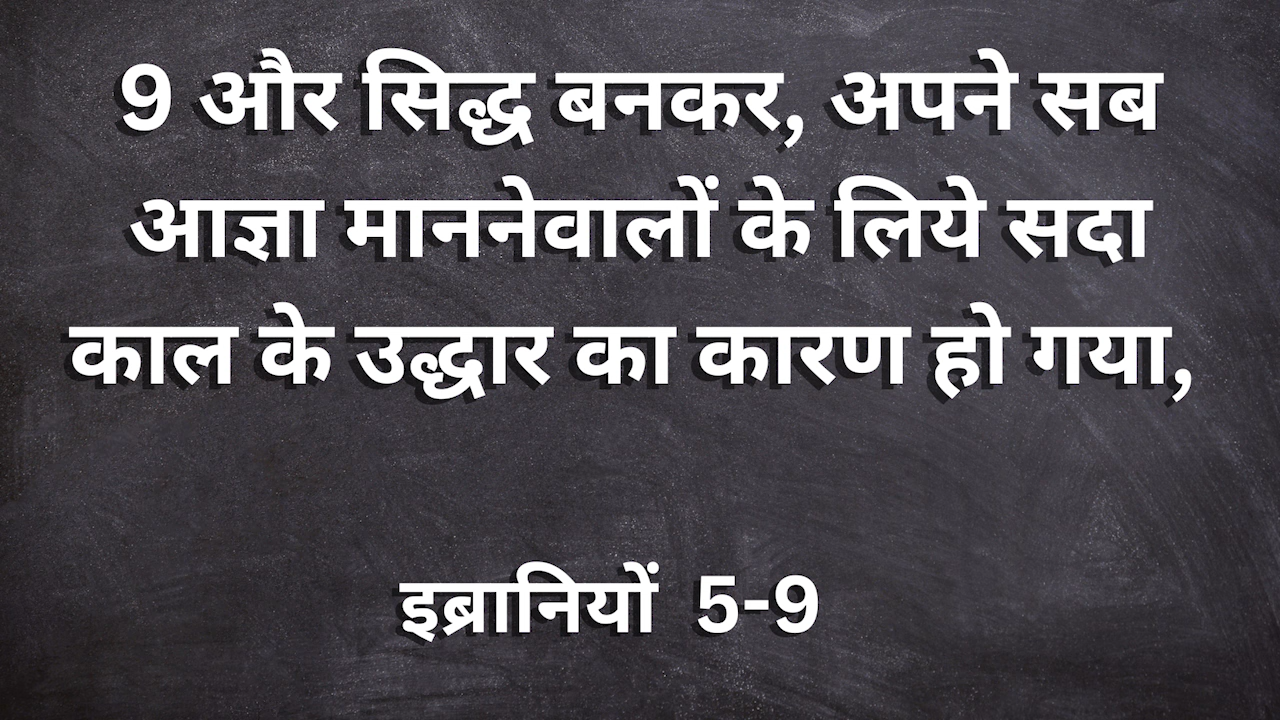 9 और सिद्ध बनकर, अपने सब
आज्ञा माननेवालों के लिये सदा
काल के उद्धार का कारण हो गया,
इब्रानियों 5-9